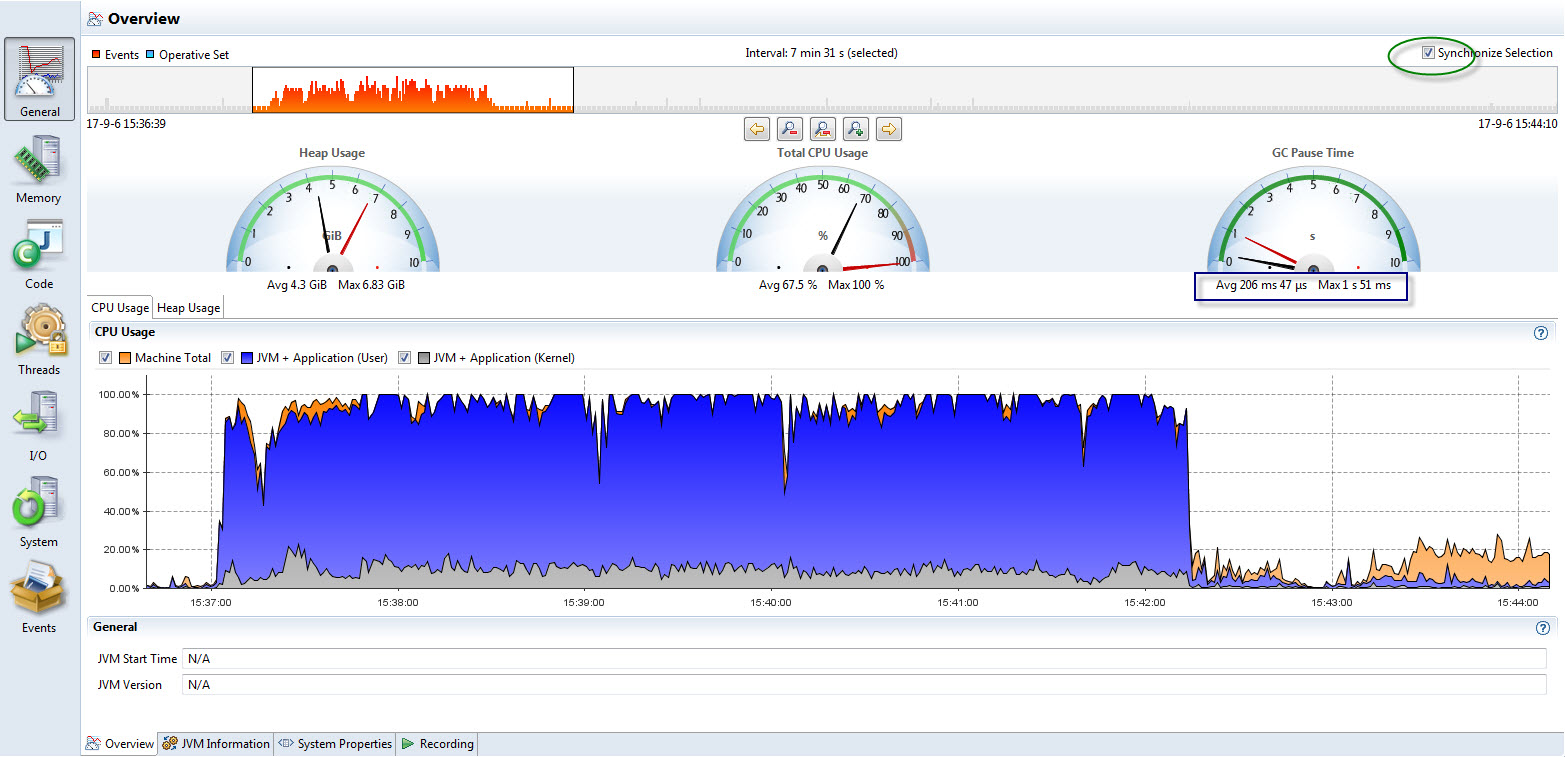 Overview
Events Operative Set Interval: 7 min 31 s (selected) Synchronize Selection
17-9-6 15:36:39 17-9-6 15:44:10
General
Memory
Code
Threads
I/O
System
Events
Heap Usage
0 1 2 3 4 5 6 7 8 9 10
GiB
Avg 4.3 GiB Max 6.83 GiB
Total CPU Usage
0 10 20 30 40 50 60 70 80 90 100
%
Avg 67.5 % Max 100 %
GC Pause Time
0 1 2 3 4 5 6 7 8 9 10
s
Avg 206 ms 47 µs Max 1 s 51 ms
CPU Usage Heap Usage
CPU Usage
Machine Total JVM + Application (User) JVM + Application (Kernel)
100.00%
80.00%
60.00%
40.00%
20.00%
0.00%
15:37:00 15:38:00 15:39:00 15:40:00 15:41:00 15:42:00 15:43:00 15:44:00
General
JVM Start Time N/A
JVM Version N/A
Overview JVM Information System Properties Recording